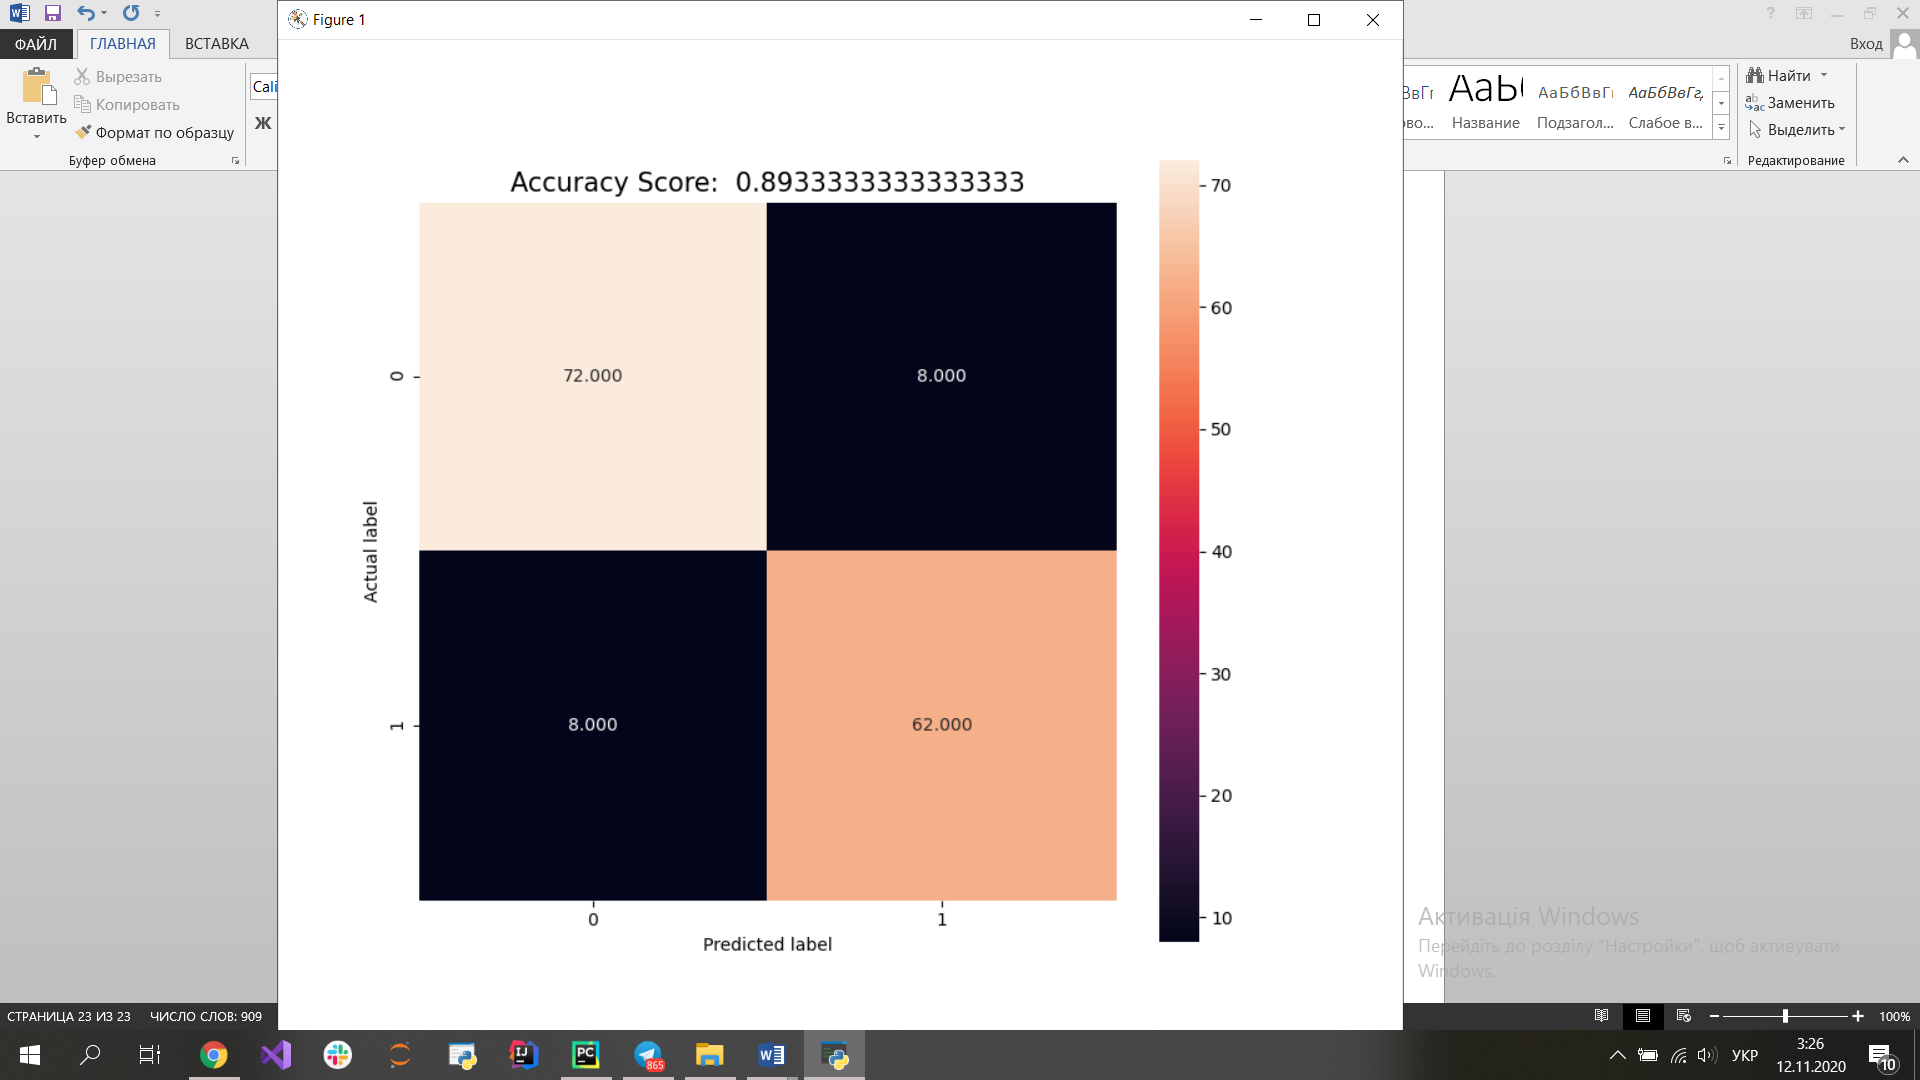 Figure 1
Вход
ФАЙЛ
ГЛАВНАЯ
ВСТАВКА
Вставить
Вырезать
Копировать
Формат по образцу
Буфер обмена
Cali
Ж
АаЬ
Название
АаБбВвГг
Подзагол...
АаБбВвГг,
Слабое в...
Найти
Заменить
Выделить
Редактирование
Accuracy Score: 0.8933333333333333
72.000
8.000
8.000
62.000
Actual label
0
1
0
1
Predicted label
70
60
50
40
30
20
10
Активація Windows
Перейдіть до розділу "Настройки", щоб активувати
Windows.
СТРАНИЦА 23 ИЗ 23
ЧИСЛО СЛОВ: 909
100%
865
УКР
3:26
12.11.2020
10